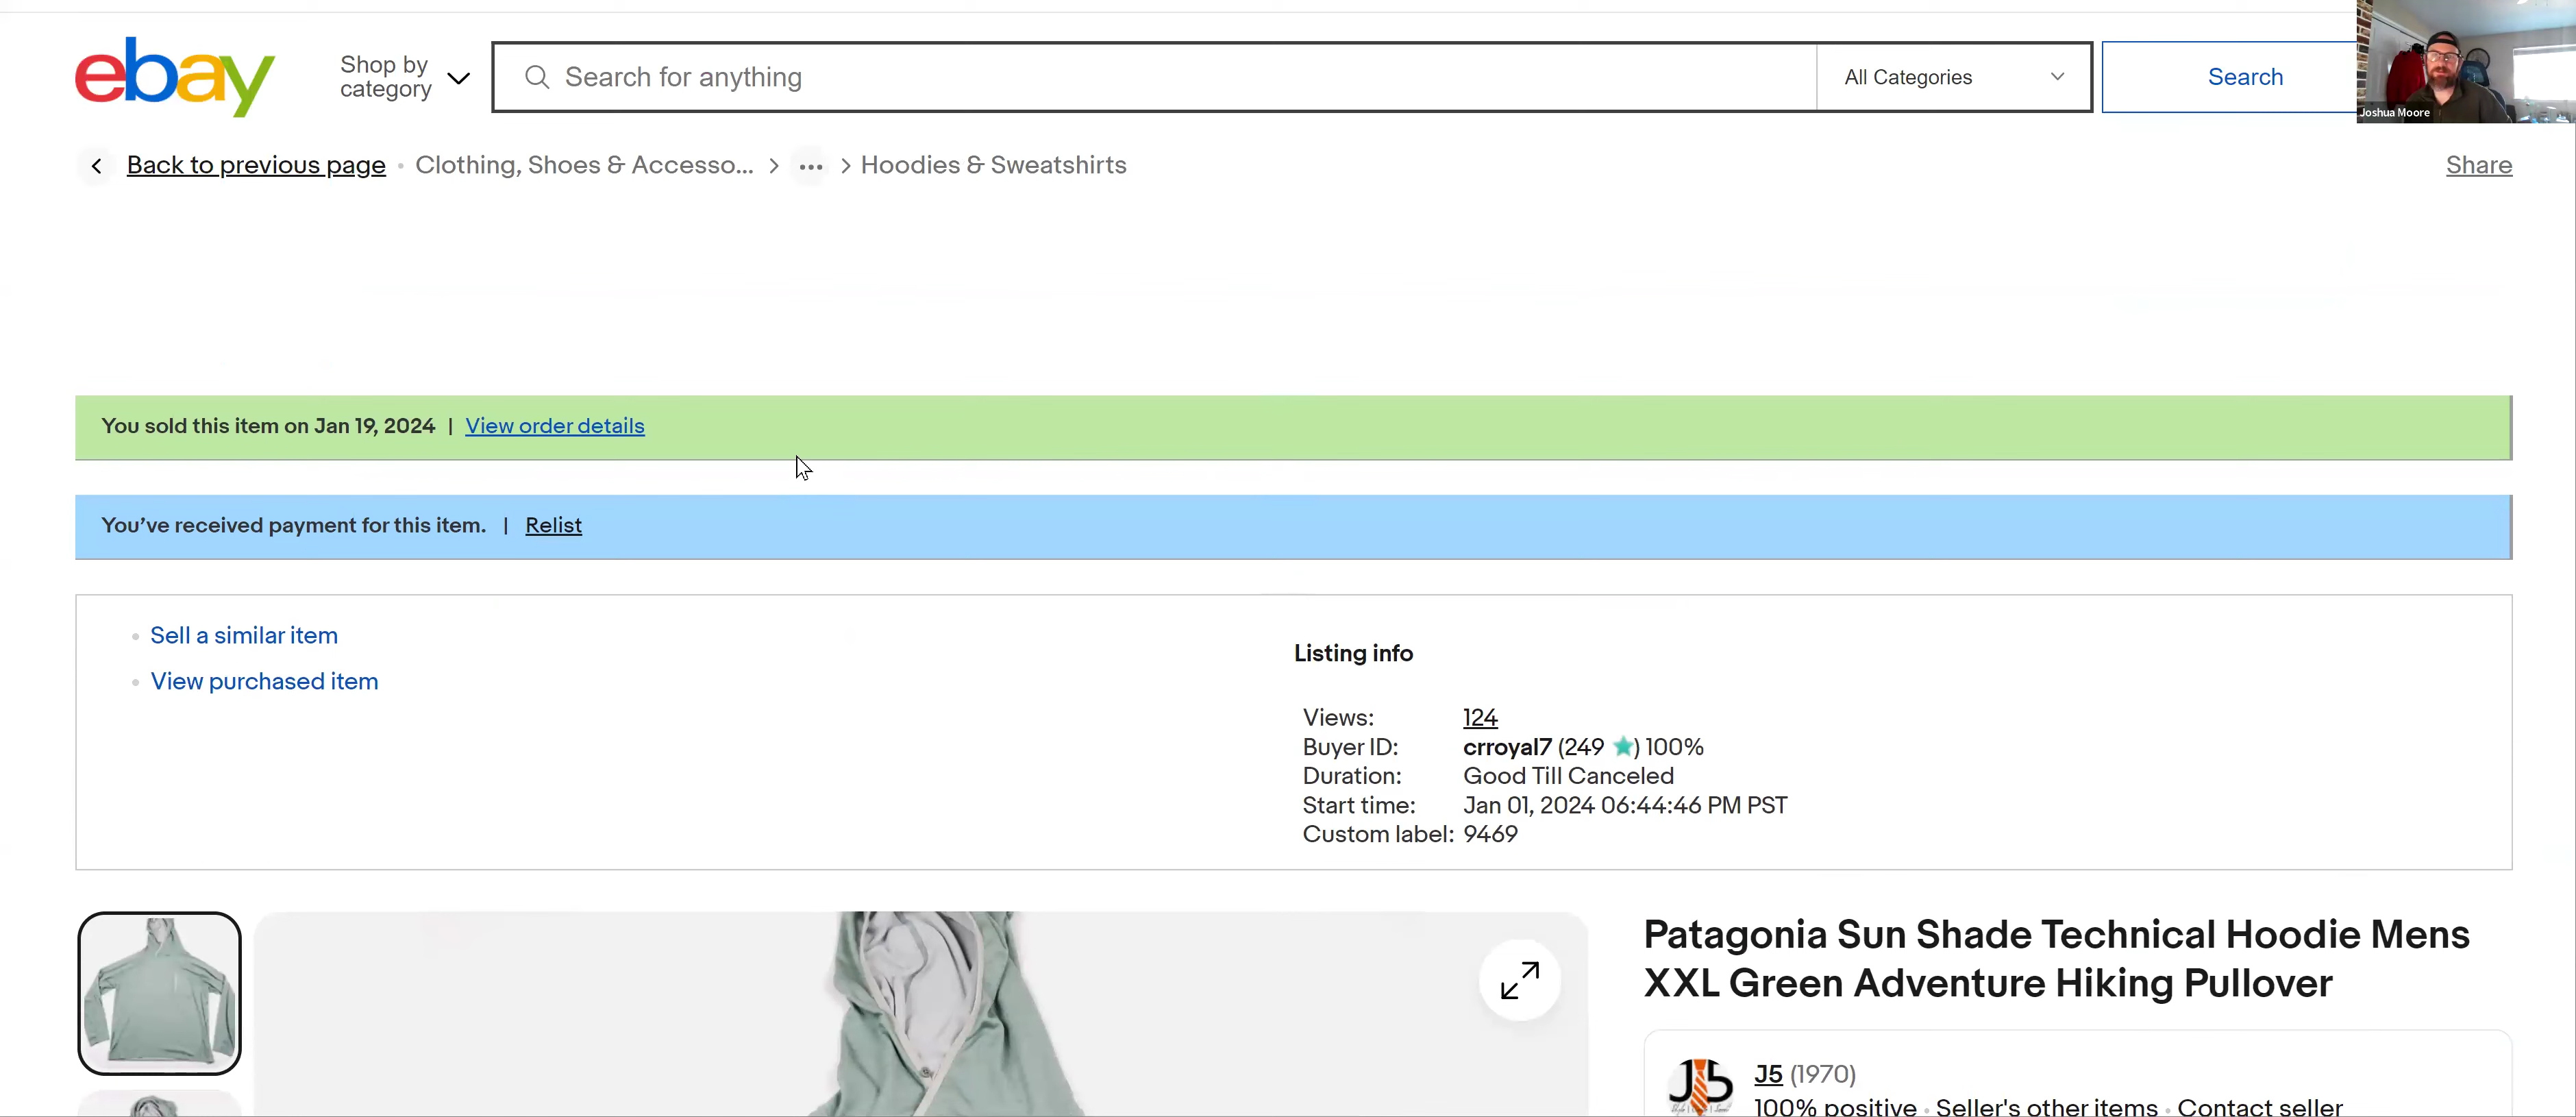 ebay
Shop by
category
Search for anything
All Categories
Search
Joshua Moore
Back to previous page • Clothing, Shoes & Accesso... > ... > Hoodies & Sweatshirts
Share
You sold this item on Jan 19, 2024 | View order details
You've received payment for this item. | Relist
Sell a similar item
View purchased item
Listing info
Views: 124
Buyer ID: crroyal7 (249 ★) 100%
Duration: Good Till Canceled
Start time: Jan 01, 2024 06:44:46 PM PST
Custom label: 9469
Patagonia Sun Shade Technical Hoodie Mens
XXL Green Adventure Hiking Pullover
J5
J5 (1970)
100% positive • Seller's other items • Contact seller